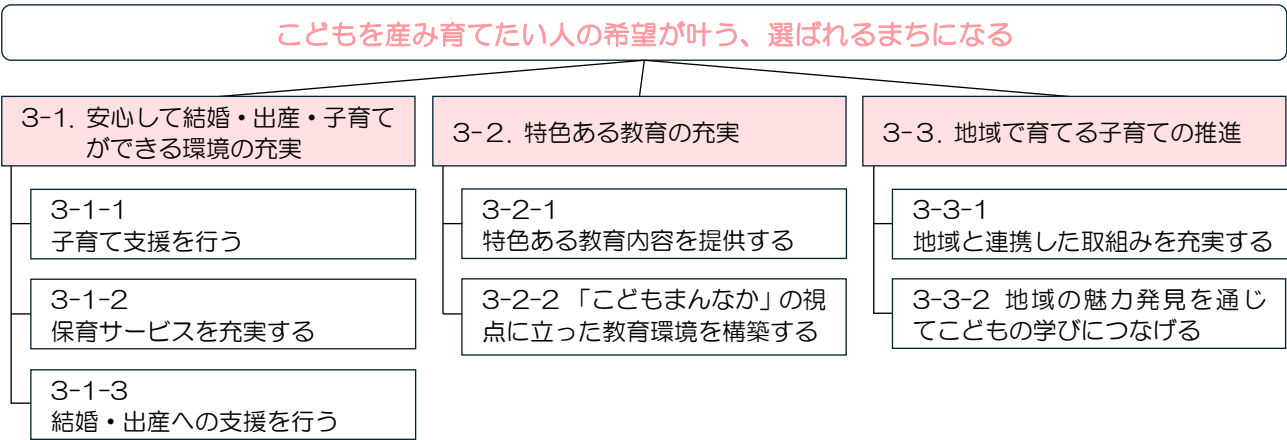 こどもを産み育てたい人の希望が叶う、選ばれるまちになる
3-1. 安心して結婚・出産・子育て
ができる環境の充実
3-1-1
子育て支援を行う
3-1-2
保育サービスを充実する
3-1-3
結婚・出産への支援を行う
3-2. 特色ある教育の充実
3-2-1
特色ある教育内容を提供する
3-2-2 「こどもまんなか」の視
点に立った教育環境を構築する
3-3. 地域で育てる子育ての推進
3-3-1
地域と連携した取組みを充実する
3-3-2 地域の魅力発見を通じ
てこどもの学びにつなげる